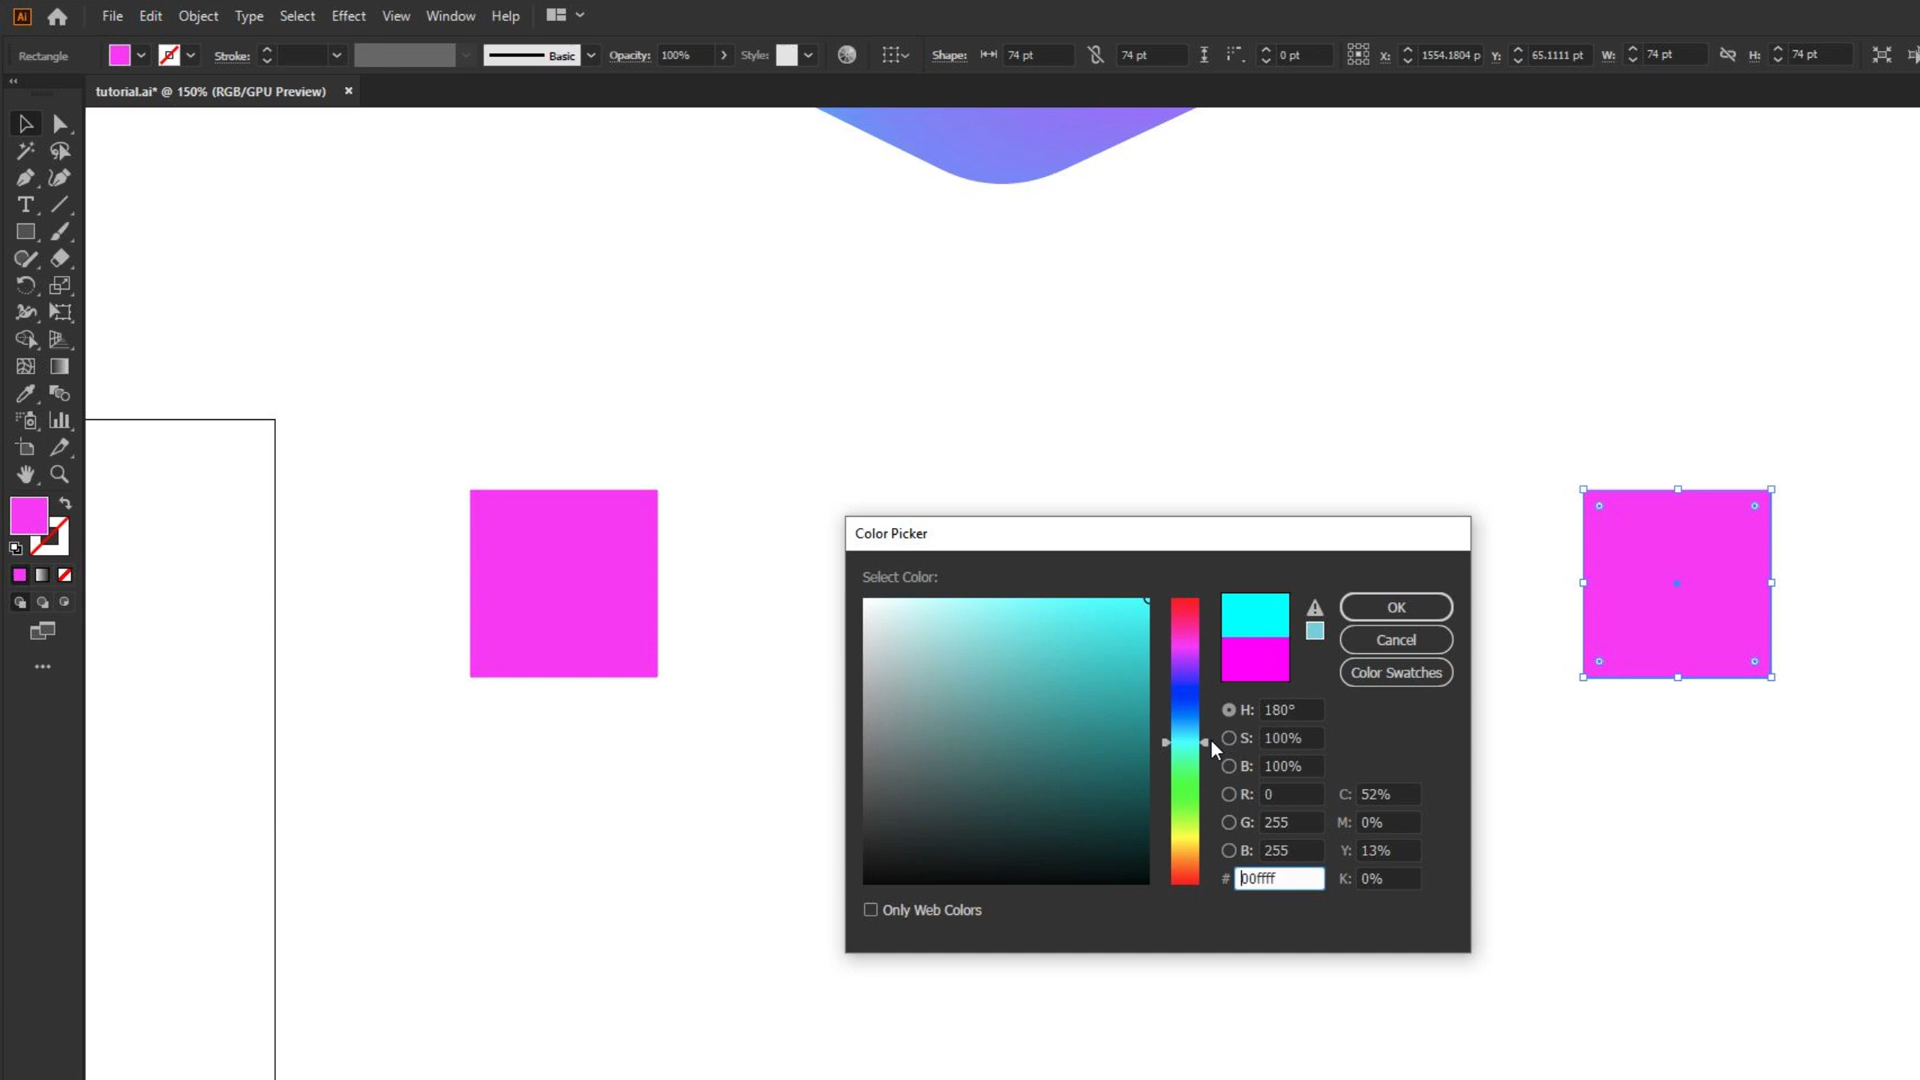 Ai File Edit Object Type Select Effect View Window Help
Rectangle Stroke: Basic Opacity: 100% Style: Shape: 74 pt 74 pt 0 pt X: 1554.1804 p Y: 65.1111 pt W: 74 pt H: 74 pt
tutorial.ai* @ 150% (RGB/GPU Preview) ×
Color Picker
Select Color:
OK
Cancel
Color Swatches
H: 180°
S: 100%
B: 100%
R: 0 C: 52%
G: 255 M: 0%
B: 255 Y: 13%
# 00ffff K: 0%
Only Web Colors